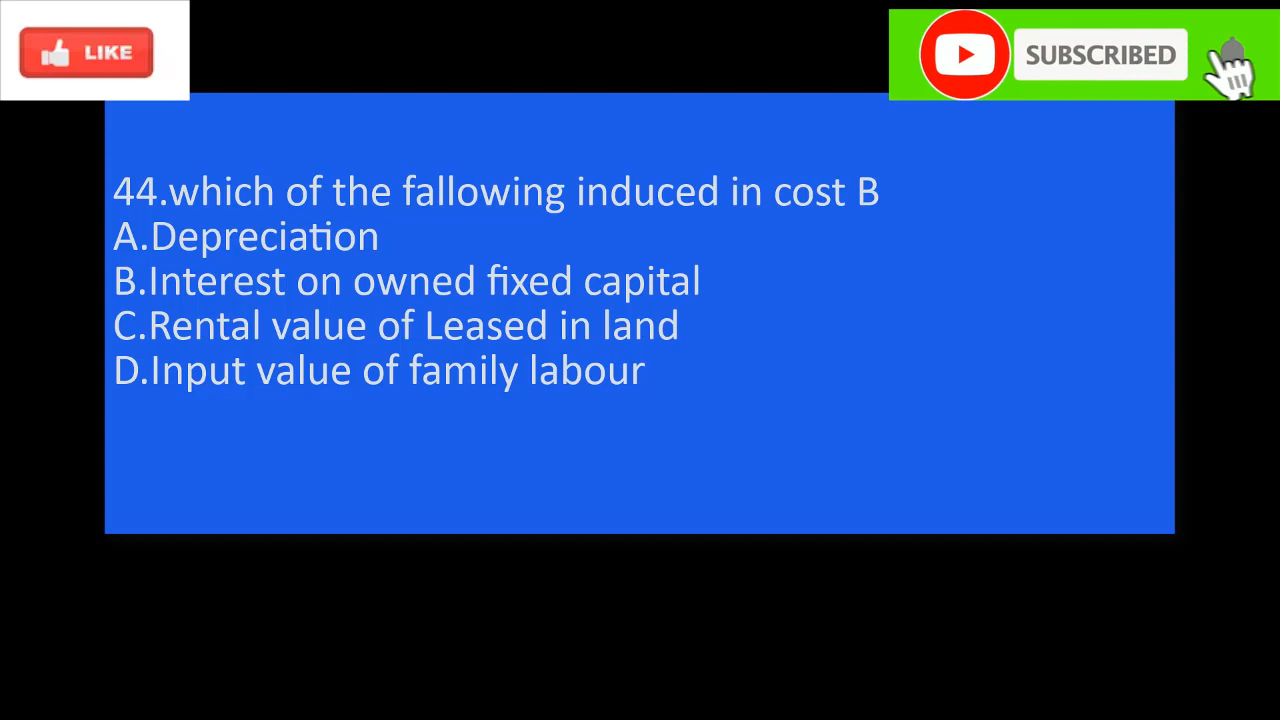 LIKE
SUBSCRIBED
44.which of the fallowing induced in cost B
A.Depreciation
B.Interest on owned fixed capital
C.Rental value of Leased in land
D.Input value of family labour